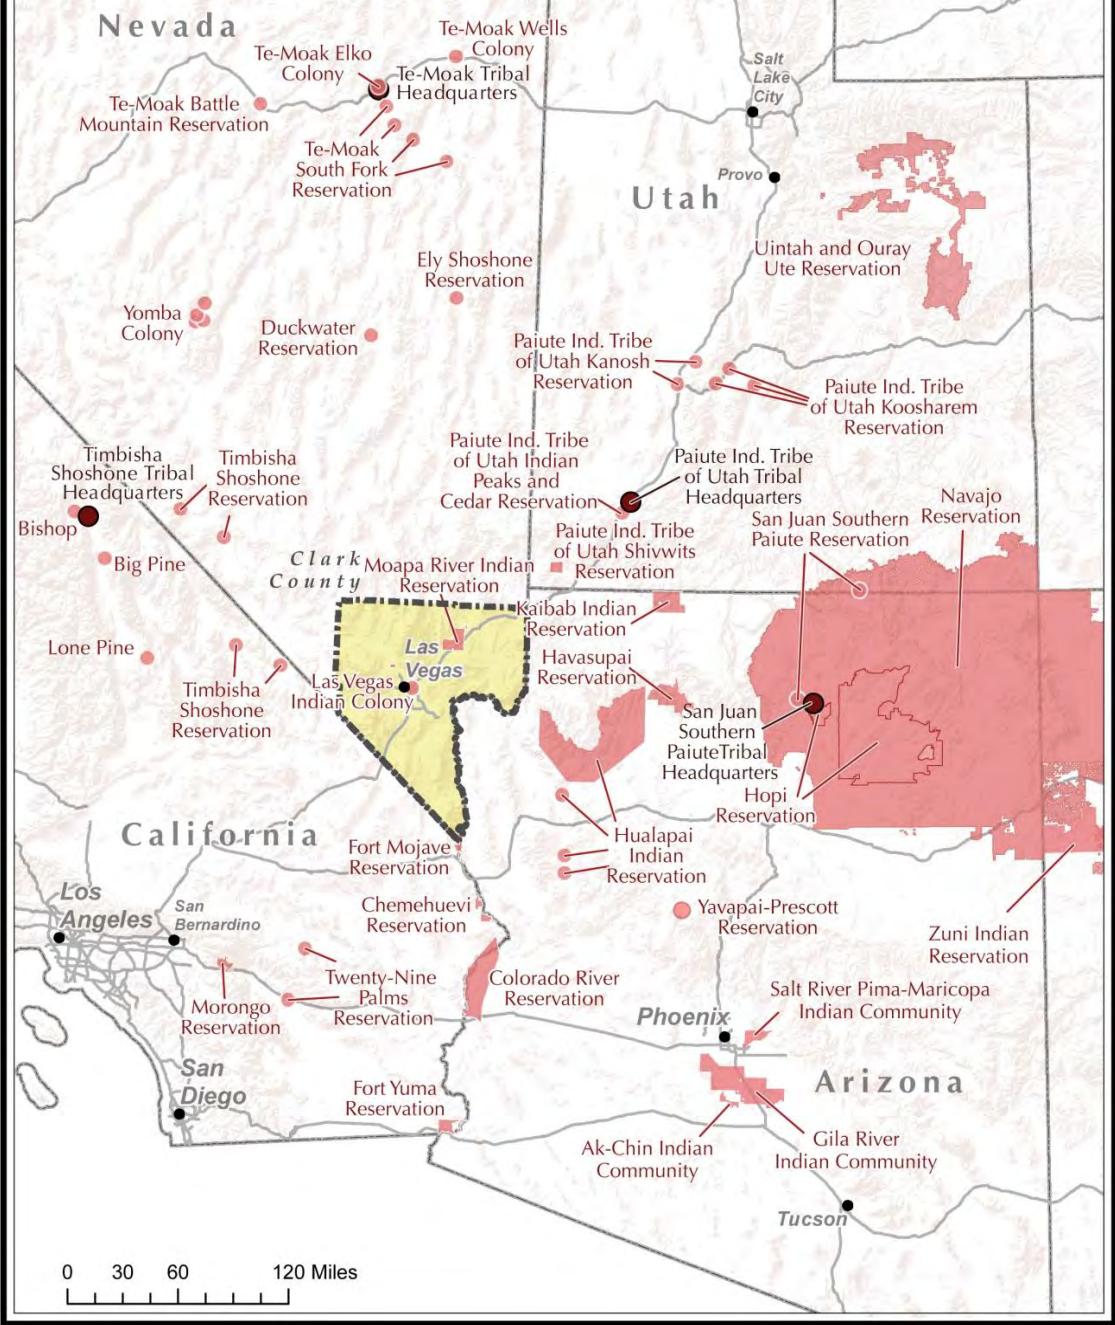 Nevada
Te-Moak Wells
Colony
Te-Moak Elko
Colony
Te-Moak Tribal
Headquarters
Te-Moak Battle
Mountain Reservation
Te-Moak
South Fork
Reservation
Salt
Lake
City
Provo
Utah
Uintah and Ouray
Ute Reservation
Ely Shoshone
Reservation
Yomba
Colony
Duckwater
Reservation
Paiute Ind. Tribe
of Utah Kanosh
Reservation
Paiute Ind. Tribe
of Utah Koosharem
Reservation
Timbisha
Shoshone Tribal
Headquarters
Timbisha
Shoshone
Reservation
Paiute Ind. Tribe
of Utah Indian
Peaks and
Cedar Reservation
Paiute Ind. Tribe
of Utah Tribal
Headquarters
Navajo
Reservation
San Juan Southern
Paiute Reservation
Bishop
Big Pine
Paiute Ind. Tribe
of Utah Shivwits
Reservation
Clark
County
Moapa River Indian
Reservation
Kaibab Indian
Reservation
Lone Pine
Las
Vegas
Havasupai
Reservation
Las Vegas
Indian Colony
Timbisha
Shoshone
Reservation
San Juan
Southern
PaiuteTribal
Headquarters
Hopi
Reservation
California
Fort Mojave
Reservation
Hualapai
Indian
Reservation
Los
Angeles
San
Bernardino
Chemehuevi
Reservation
Yavapai-Prescott
Reservation
Zuni Indian
Reservation
Twenty-Nine
Palms
Reservation
Morongo
Reservation
Colorado River
Reservation
Salt River Pima-Maricopa
Indian Community
Phoenix
San
Diego
Fort Yuma
Reservation
Arizona
Ak-Chin Indian
Community
Gila River
Indian Community
Tucson
0 30 60 120 Miles